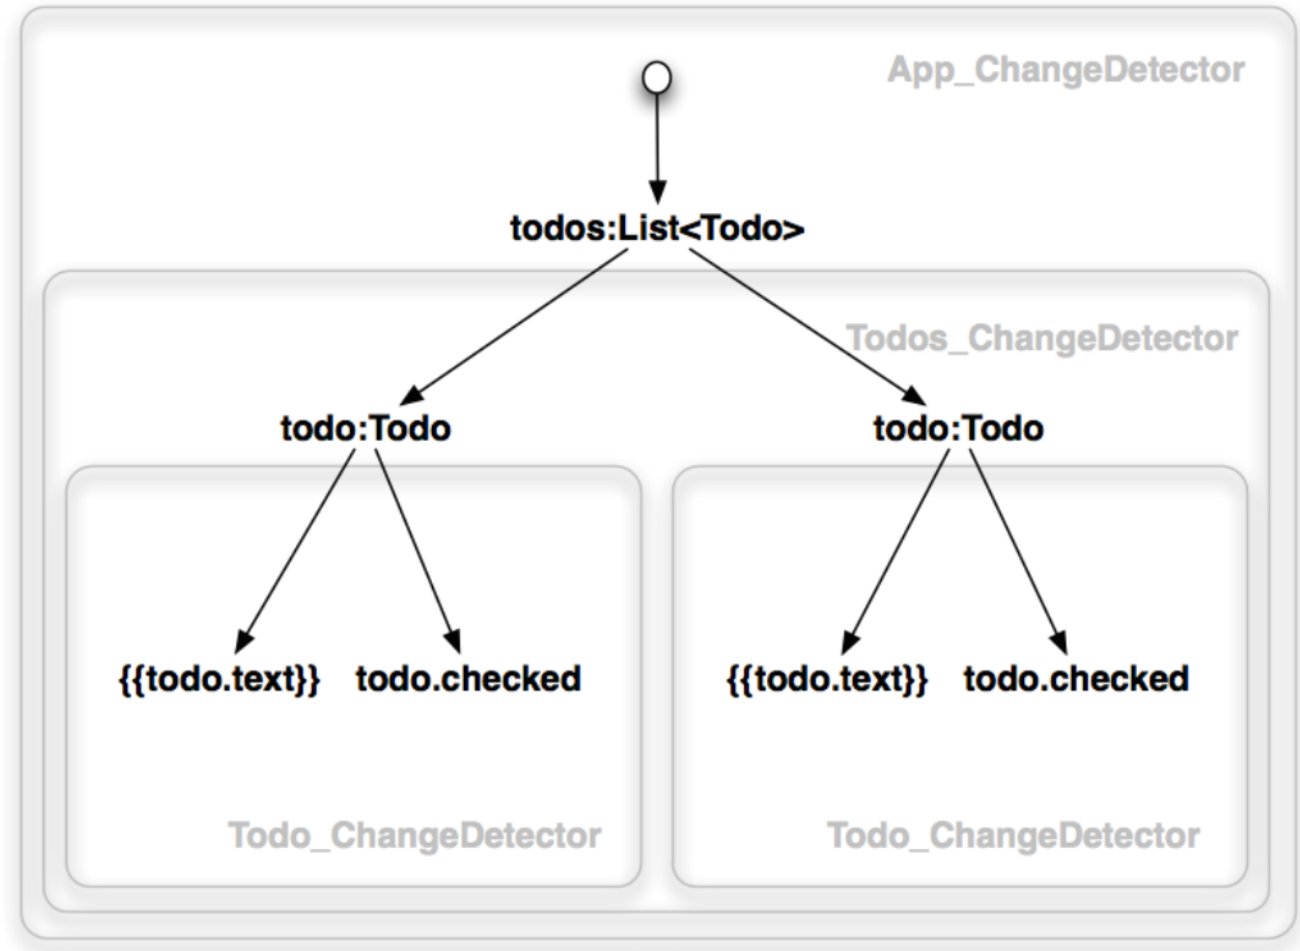 App_ChangeDetector
todos:List<Todo>
Todos_ChangeDetector
todo:Todo
todo:Todo
{{todo.text}} todo.checked
{{todo.text}} todo.checked
Todo_ChangeDetector
Todo_ChangeDetector